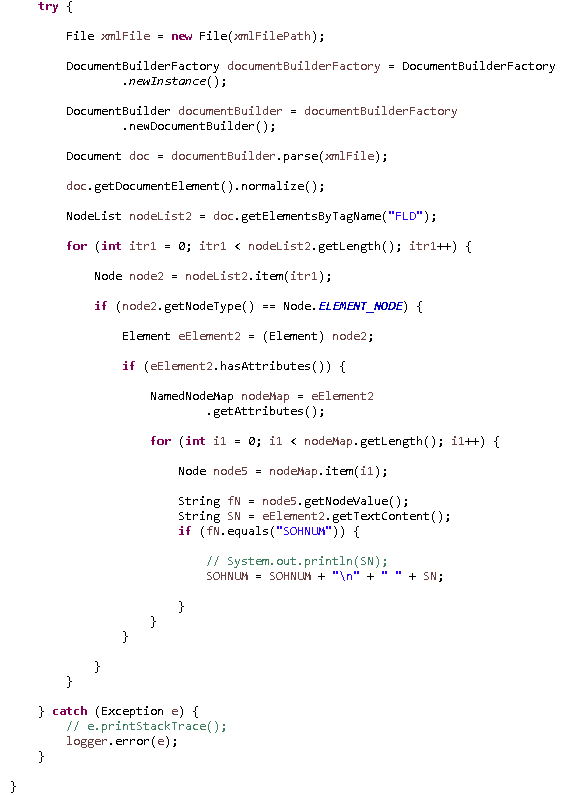 try {
File xmlFile = new File(xmlFilePath);
DocumentBuilderFactory documentBuilderFactory = DocumentBuilderFactory
.newInstance();
DocumentBuilder documentBuilder = documentBuilderFactory
.newDocumentBuilder();
Document doc = documentBuilder.parse(xmlFile);
doc.getDocumentElement().normalize();
NodeList nodeList2 = doc.getElementsByTagName("FLD");
for (int itr1 = 0; itr1 < nodeList2.getLength(); itr1++) {
Node node2 = nodeList2.item(itr1);
if (node2.getNodeType() == Node.ELEMENT_NODE) {
Element eElement2 = (Element) node2;
if (eElement2.hasAttributes()) {
NamedNodeMap nodeMap = eElement2
.getAttributes();
for (int i1 = 0; i1 < nodeMap.getLength(); i1++) {
Node node5 = nodeMap.item(i1);
String fN = node5.getNodeValue();
String SN = eElement2.getTextContent();
if (fN.equals("SOHNUM")) {
// System.out.println(SN);
SOHNUM = SOHNUM + "\n" + " " + SN;
}
}
}
}
}
} catch (Exception e) {
// e.printStackTrace();
logger.error(e);
}
}